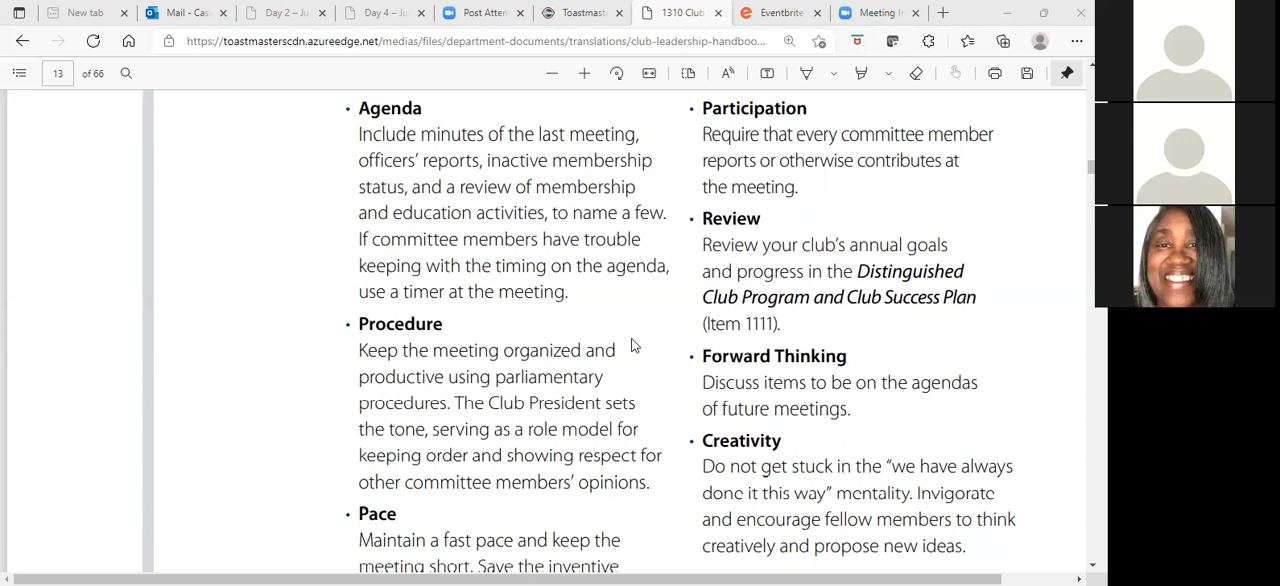 New tab
Mail - Cas
Day 2 – Ju
Day 4 – Ju
Post Atten
Toastmast
1310 Club
Eventbrite
Meeting In
https://toastmasterscdn.azureedge.net/medias/files/department-documents/translations/club-leadership-handboo...
13 of 66
• Agenda
Include minutes of the last meeting,
officers' reports, inactive membership
status, and a review of membership
and education activities, to name a few.
If committee members have trouble
keeping with the timing on the agenda,
use a timer at the meeting.
• Procedure
Keep the meeting organized and
productive using parliamentary
procedures. The Club President sets
the tone, serving as a role model for
keeping order and showing respect for
other committee members' opinions.
• Pace
Maintain a fast pace and keep the
meeting short. Save the inventive
• Participation
Require that every committee member
reports or otherwise contributes at
the meeting.
• Review
Review your club's annual goals
and progress in the Distinguished
Club Program and Club Success Plan
(Item 1111).
• Forward Thinking
Discuss items to be on the agendas
of future meetings.
• Creativity
Do not get stuck in the “we have always
done it this way” mentality. Invigorate
and encourage fellow members to think
creatively and propose new ideas.